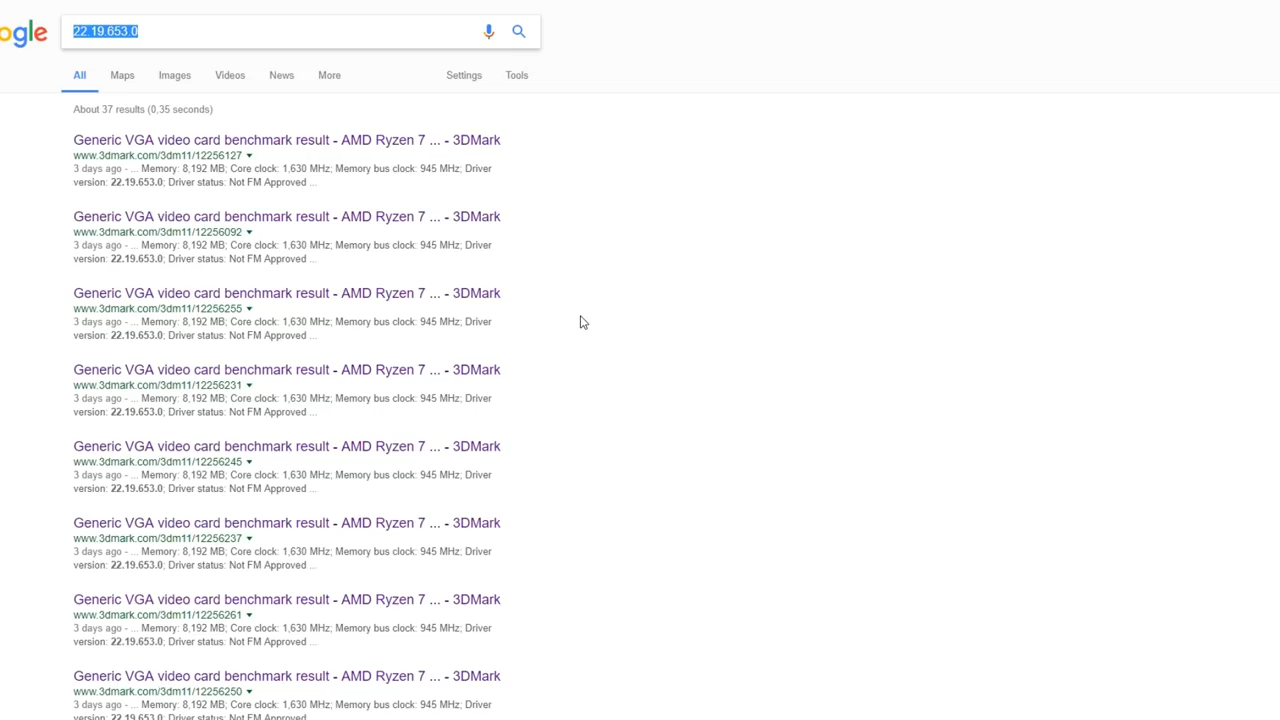 ogle
22.19.653.0
All Maps Images Videos News More Settings Tools
About 37 results (0,35 seconds)
Generic VGA video card benchmark result - AMD Ryzen 7 ... - 3DMark
www.3dmark.com/3dm11/12256127
3 days ago - ... Memory: 8,192 MB; Core clock: 1,630 MHz; Memory bus clock: 945 MHz; Driver
version: 22.19.653.0; Driver status: Not FM Approved ...
Generic VGA video card benchmark result - AMD Ryzen 7 ... - 3DMark
www.3dmark.com/3dm11/12256092
3 days ago - ... Memory: 8,192 MB; Core clock: 1,630 MHz; Memory bus clock: 945 MHz; Driver
version: 22.19.653.0; Driver status: Not FM Approved ...
Generic VGA video card benchmark result - AMD Ryzen 7 ... - 3DMark
www.3dmark.com/3dm11/12256255
3 days ago - ... Memory: 8,192 MB; Core clock: 1,630 MHz; Memory bus clock: 945 MHz; Driver
version: 22.19.653.0; Driver status: Not FM Approved ...
Generic VGA video card benchmark result - AMD Ryzen 7 ... - 3DMark
www.3dmark.com/3dm11/12256231
3 days ago - ... Memory: 8,192 MB; Core clock: 1,630 MHz; Memory bus clock: 945 MHz; Driver
version: 22.19.653.0; Driver status: Not FM Approved ...
Generic VGA video card benchmark result - AMD Ryzen 7 ... - 3DMark
www.3dmark.com/3dm11/12256245
3 days ago - ... Memory: 8,192 MB; Core clock: 1,630 MHz; Memory bus clock: 945 MHz; Driver
version: 22.19.653.0; Driver status: Not FM Approved ...
Generic VGA video card benchmark result - AMD Ryzen 7 ... - 3DMark
www.3dmark.com/3dm11/12256237
3 days ago - ... Memory: 8,192 MB; Core clock: 1,630 MHz; Memory bus clock: 945 MHz; Driver
version: 22.19.653.0; Driver status: Not FM Approved ...
Generic VGA video card benchmark result - AMD Ryzen 7 ... - 3DMark
www.3dmark.com/3dm11/12256261
3 days ago - ... Memory: 8,192 MB; Core clock: 1,630 MHz; Memory bus clock: 945 MHz; Driver
version: 22.19.653.0; Driver status: Not FM Approved ...
Generic VGA video card benchmark result - AMD Ryzen 7 ... - 3DMark
www.3dmark.com/3dm11/12256250
3 days ago - ... Memory: 8,192 MB; Core clock: 1,630 MHz; Memory bus clock: 945 MHz; Driver
version: 22.19.653.0; Driver status: Not FM Approved ...